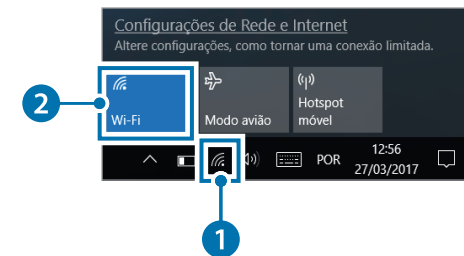 Configurações de Rede e Internet
Altere configurações, como tornar uma conexão limitada.
2
Wi-Fi
Modo avião
Hotspot
móvel
POR
12:56
27/03/2017
1